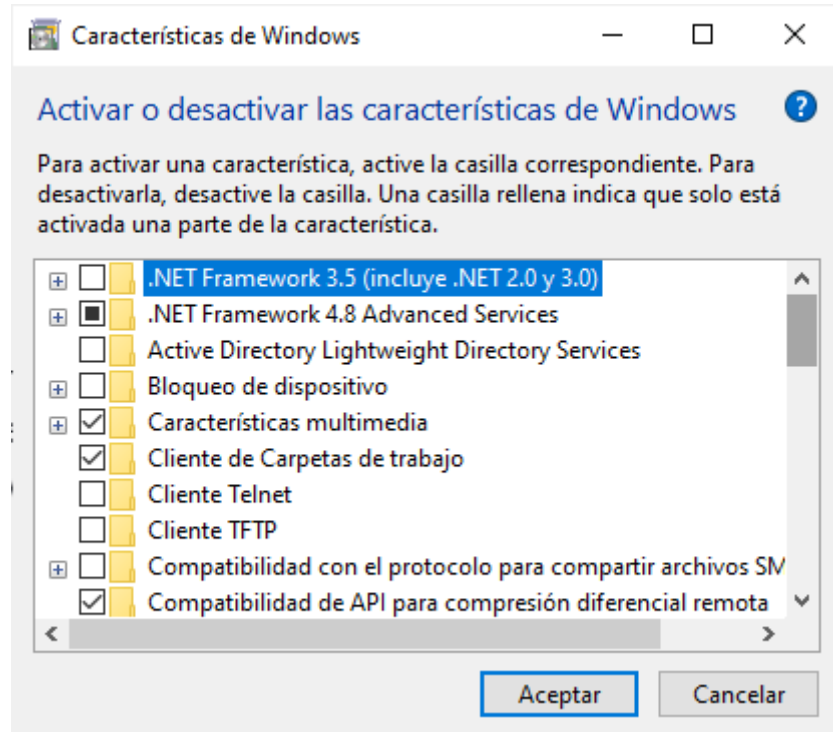 Características de Windows
Activar o desactivar las características de Windows
Para activar una característica, active la casilla correspondiente. Para
desactivarla, desactive la casilla. Una casilla rellena indica que solo está
activada una parte de la característica.
.NET Framework 3.5 (incluye .NET 2.0 y 3.0)
.NET Framework 4.8 Advanced Services
Active Directory Lightweight Directory Services
Bloqueo de dispositivo
Características multimedia
Cliente de Carpetas de trabajo
Cliente Telnet
Cliente TFTP
Compatibilidad con el protocolo para compartir archivos
Compatibilidad de API para compresión diferencial remota
Aceptar Cancelar